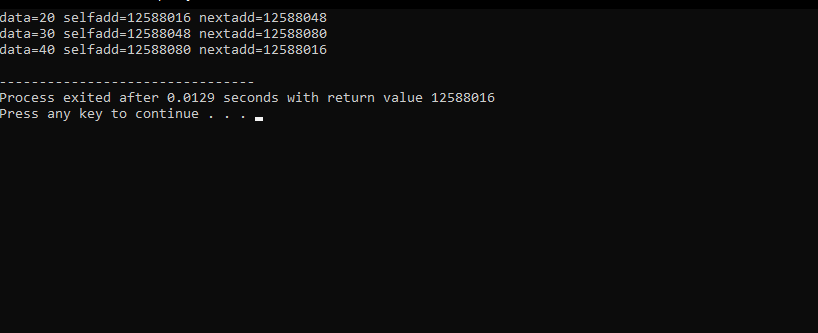 data=20 selfadd=12588016 nextadd=12588048
data=30 selfadd=12588048 nextadd=12588080
data=40 selfadd=12588080 nextadd=12588016
--------------------------------
Process exited after 0.0129 seconds with return value 12588016
Press any key to continue . . .